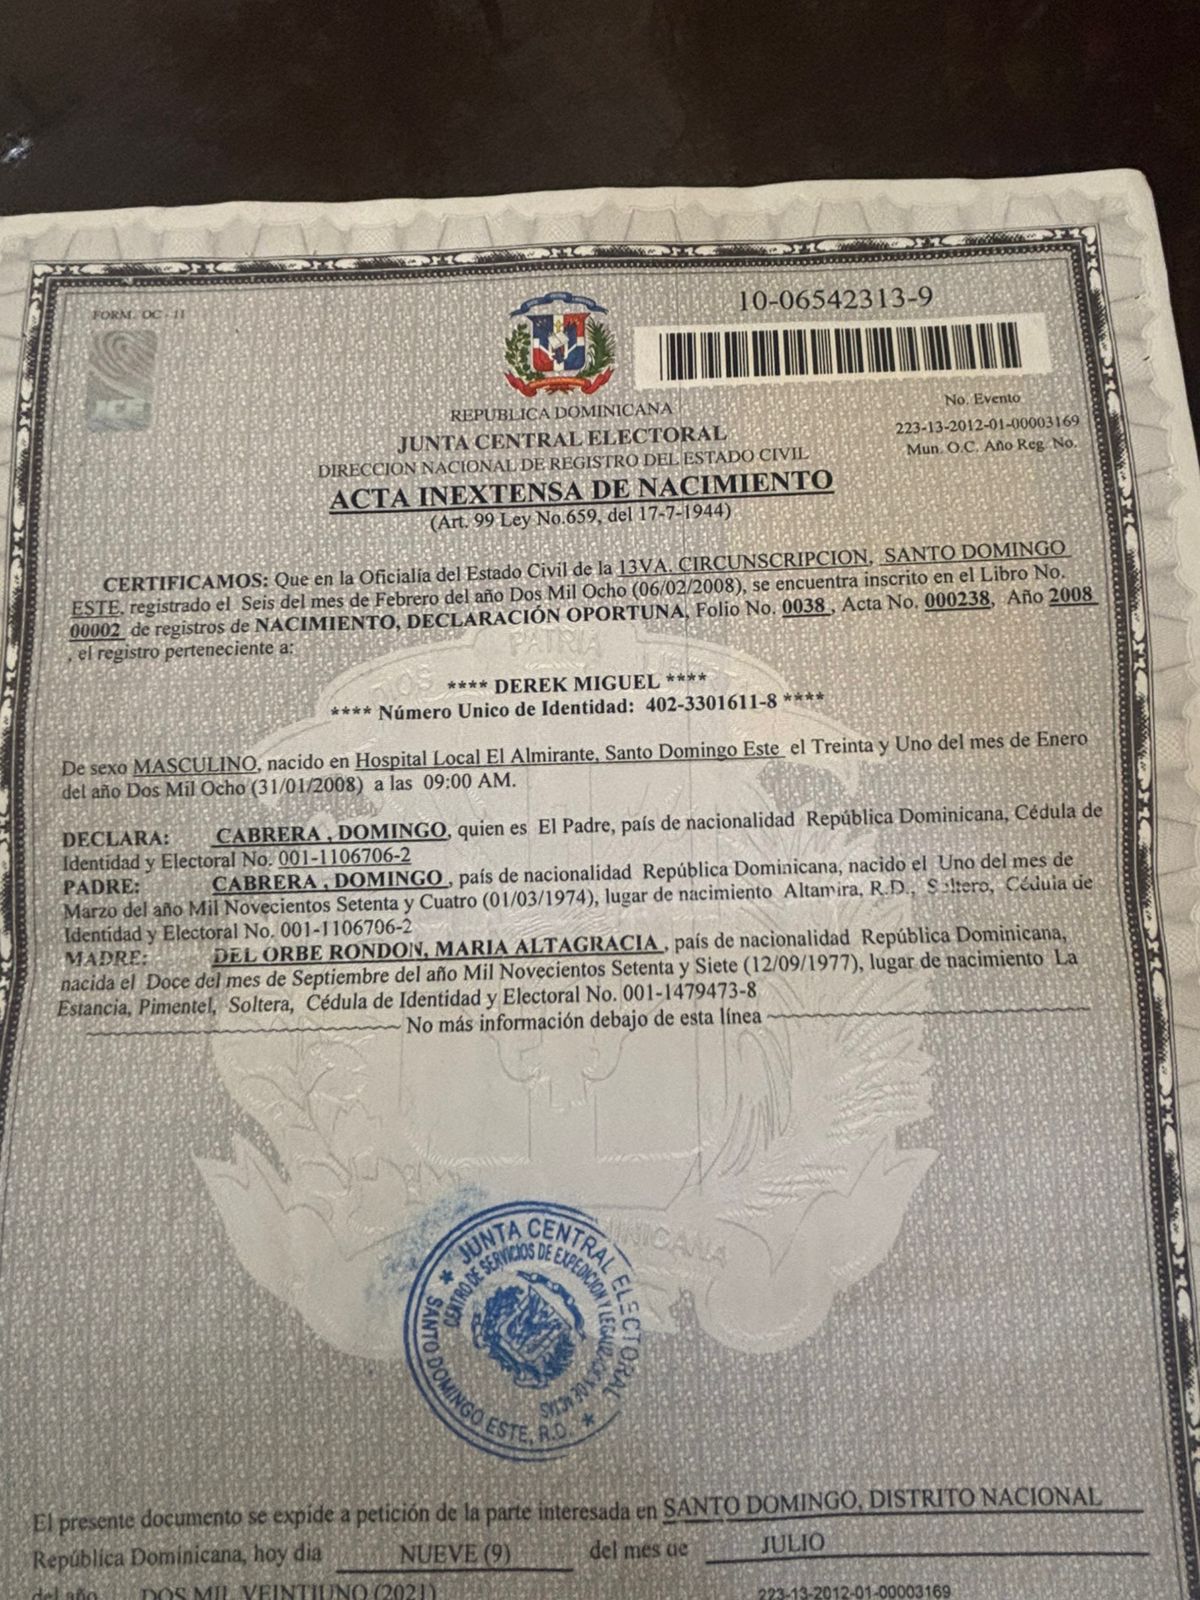 FORM. OC - 11
JCE
10-06542313-9
No. Evento
223-13-2012-01-00003169
Mun. O.C. Año Reg. No.
REPUBLICA DOMINICANA
JUNTA CENTRAL ELECTORAL
DIRECCION NACIONAL DE REGISTRO DEL ESTADO CIVIL
ACTA INEXTENSA DE NACIMIENTO
(Art. 99 Ley No.659, del 17-7-1944)
CERTIFICAMOS: Que en la Oficialía del Estado Civil de la 13VA. CIRCUNSCRIPCION, SANTO DOMINGO
ESTE, registrado el Seis del mes de Febrero del año Dos Mil Ocho (06/02/2008), se encuentra inscrito en el Libro No.
00002 de registros de NACIMIENTO, DECLARACIÓN OPORTUNA, Folio No. 0038 , Acta No. 000238, Año 2008
, el registro perteneciente a:
**** DEREK MIGUEL ****
**** Número Unico de Identidad: 402-3301611-8 ****
De sexo MASCULINO, nacido en Hospital Local El Almirante, Santo Domingo Este el Treinta y Uno del mes de Enero
del año Dos Mil Ocho (31/01/2008) a las 09:00 AM.
DECLARA: CABRERA , DOMINGO, quien es El Padre, país de nacionalidad República Dominicana, Cédula de
Identidad y Electoral No. 001-1106706-2
PADRE: CABRERA , DOMINGO , país de nacionalidad República Dominicana, nacido el Uno del mes de
Marzo del año Mil Novecientos Setenta y Cuatro (01/03/1974), lugar de nacimiento Altamira, R.D., Soltero, Cédula de
Identidad y Electoral No. 001-1106706-2
MADRE: DEL ORBE RONDON, MARIA ALTAGRACIA , país de nacionalidad República Dominicana,
nacida el Doce del mes de Septiembre del año Mil Novecientos Setenta y Siete (12/09/1977), lugar de nacimiento La
Estancia, Pimentel, Soltera, Cédula de Identidad y Electoral No. 001-1479473-8
No más información debajo de esta línea
PATRIA
JUNTA CENTRAL ELECTORAL
CENTRO DE SERVICIOS DE EXPEDICION Y LEGALIZACION DE ACTAS
SANTO DOMINGO ESTE, R.D.
El presente documento se expide a petición de la parte interesada en SANTO DOMINGO, DISTRITO NACIONAL
República Dominicana, hoy dia NUEVE (9) del mes de JULIO
del año DOS MIL VEINTIUNO (2021) 223-13-2012-01-00003169